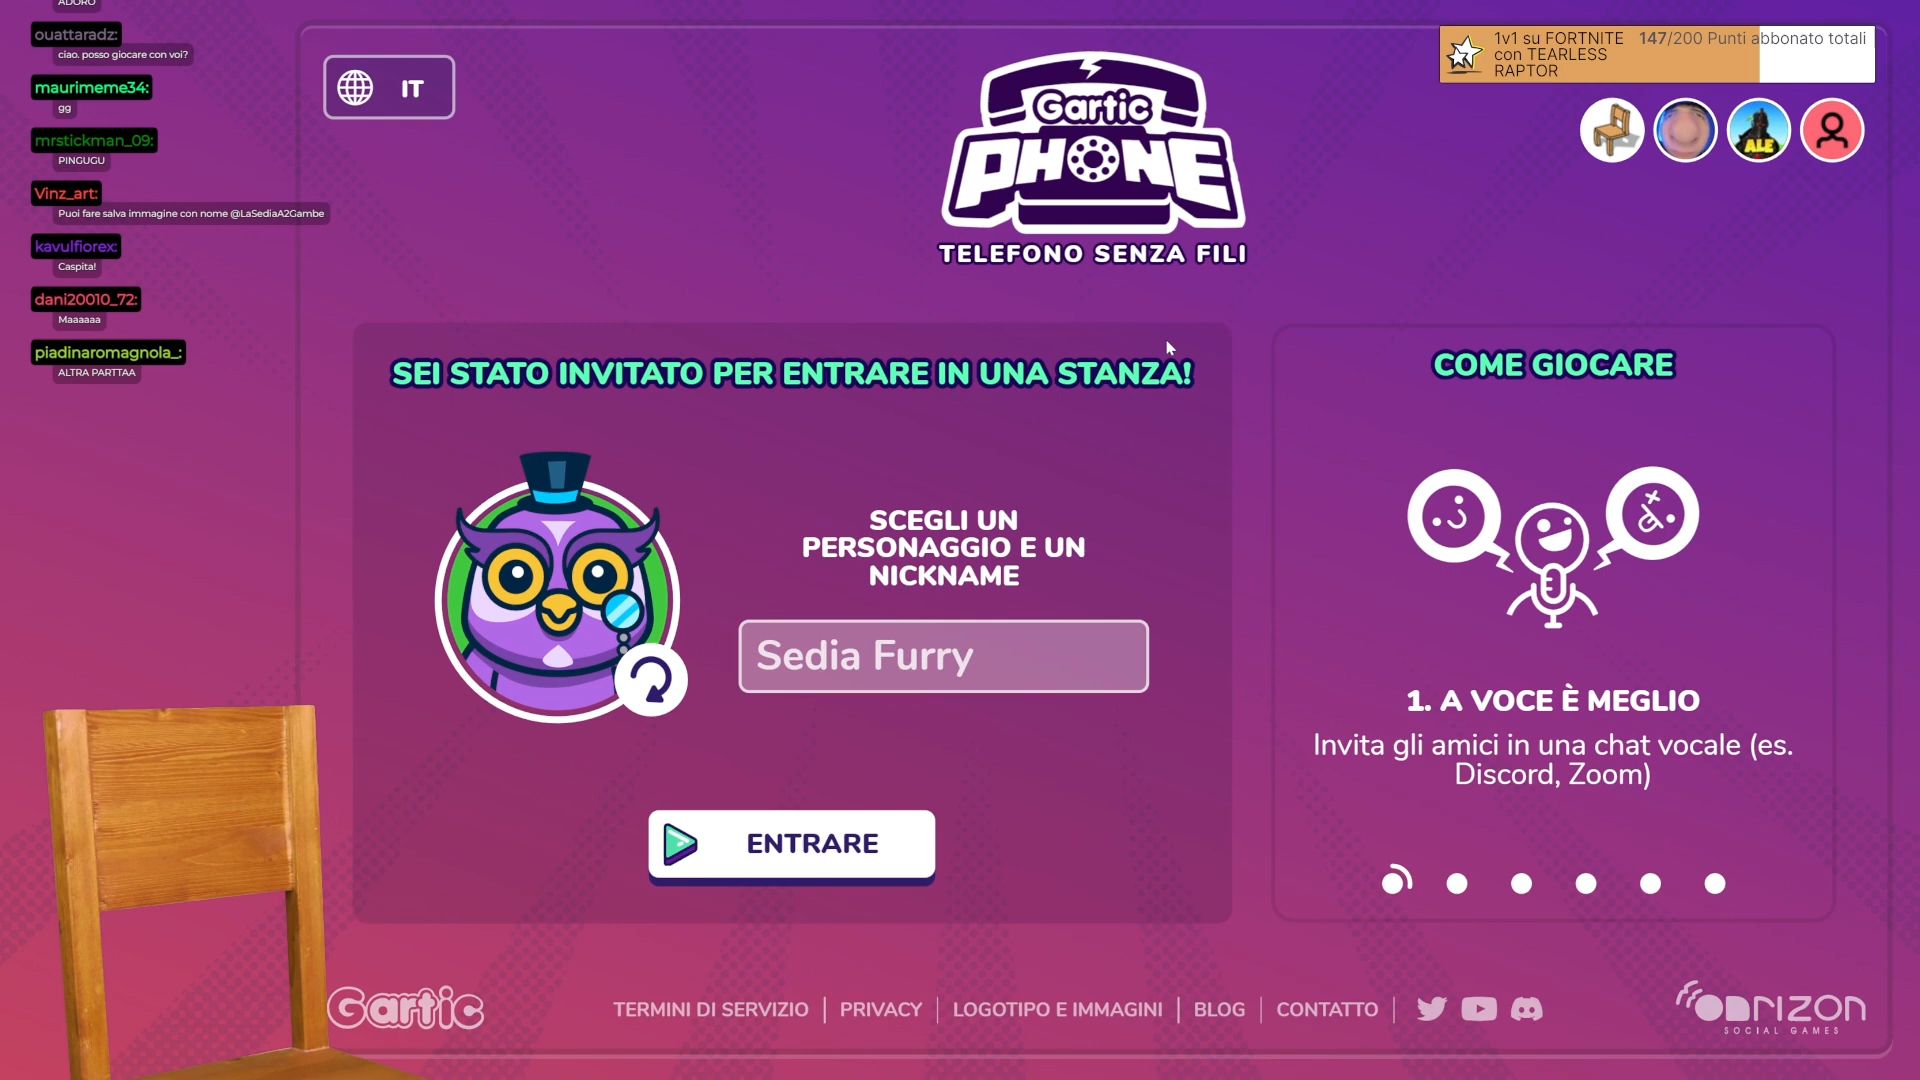 ADORO
ouattaradz:
ciao. posso giocare con voi?
maurimeme34:
gg
mrstickman_09:
PINGUGU
Vinz_art:
Puoi fare salva immagine con nome @LaSediaA2Gambe
kavulfiorex:
Caspita!
dani20010_72:
Maaaaaa
piadinaromagnola_:
ALTRA PARTTAA
IT
Gartic
PHONE
TELEFONO SENZA FILI
1v1 su FORTNITE
con TEARLESS
RAPTOR
147/200 Punti abbonato totali
ALE
SEI STATO INVITATO PER ENTRARE IN UNA STANZA!
SCEGLI UN
PERSONAGGIO E UN
NICKNAME
Sedia Furry
ENTRARE
COME GIOCARE
1. A VOCE È MEGLIO
Invita gli amici in una chat vocale (es.
Discord, Zoom)
Gartic
TERMINI DI SERVIZIO | PRIVACY | LOGOTIPO E IMMAGINI | BLOG | CONTATTO |
ONRIZON
SOCIAL GAMES